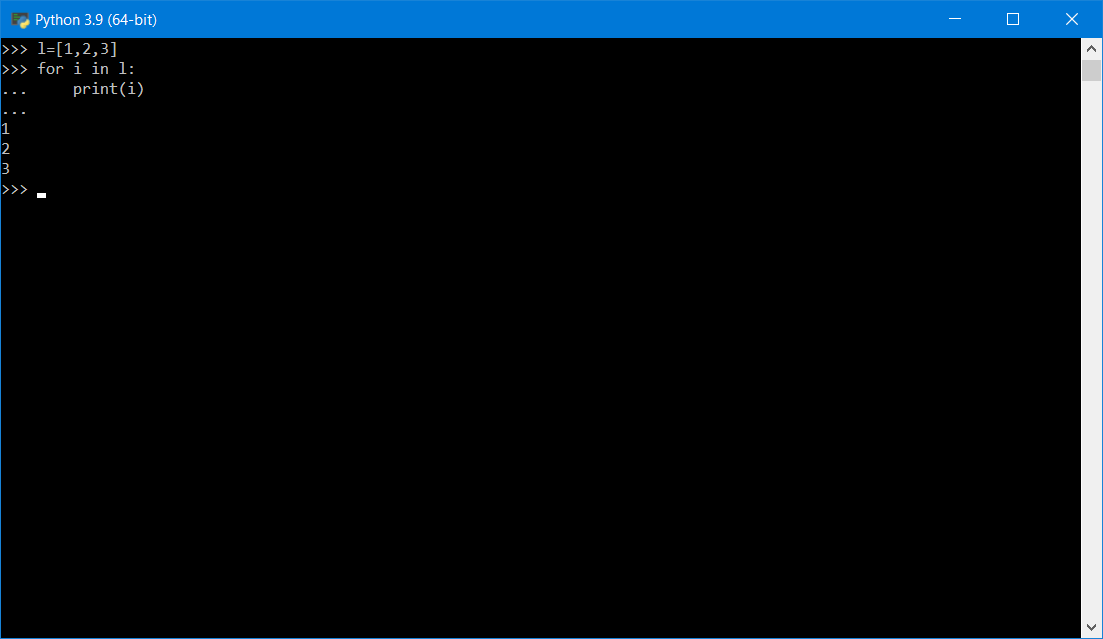 Python 3.9 (64-bit)
>>> l=[1,2,3]
>>> for i in l:
...     print(i)
...
1
2
3
>>>